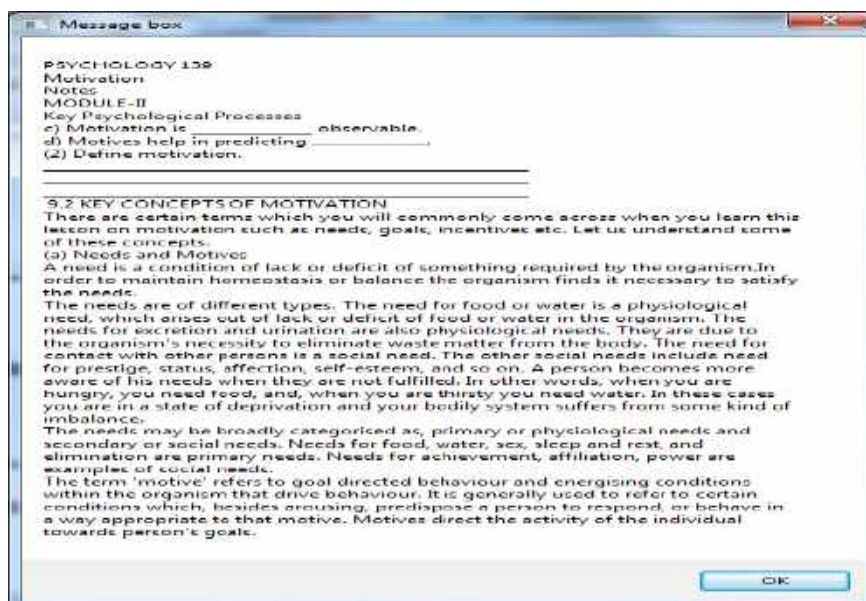 Message box
PSYCHOLOGY 139
Motivation
Notes
MODULE-II
Key Psychological Processes
c) Motivation is ____________ observable.
d) Motives help in predicting ____________.
(2) Define motivation.
9.2 KEY CONCEPTS OF MOTIVATION
There are certain terms which you will commonly come across when you learn this
lesson on motivation such as needs, goals, incentives etc. Let us understand some
of these concepts.
(a) Needs and Motives
A need is a condition of lack or deficit of something required by the organism.In
order to maintain homeostasis or balance the organism finds it necessary to satisfy
the needs.
The needs are of different types. The need for food or water is a physiological
need, which arises out of lack or deficit of food or water in the organism. The
needs for excretion and urination are also physiological needs. They are due to
the organism's necessity to eliminate waste matter from the body. The need for
contact with other persons is a social need. The other social needs include need
for prestige, status, affection, self-esteem, and so on. A person becomes more
aware of his needs when they are not fulfilled. In other words, when you are
hungry, you need food, and, when you are thirsty you need water. In these cases
you are in a state of deprivation and your bodily system suffers from some kind of
imbalance.
The needs may be broadly categorised as, primary or physiological needs and
secondary or social needs. Needs for food, water, sex, sleep and rest, and
elimination are primary needs. Needs for achievement, affiliation, power are
examples of social needs.
The term 'motive' refers to goal directed behaviour and energising conditions
within the organism that drive behaviour. It is generally used to refer to certain
conditions which, besides arousing, predispose a person to respond, or behave in
a way appropriate to that motive. Motives direct the activity of the individual
towards person's goals.
OK